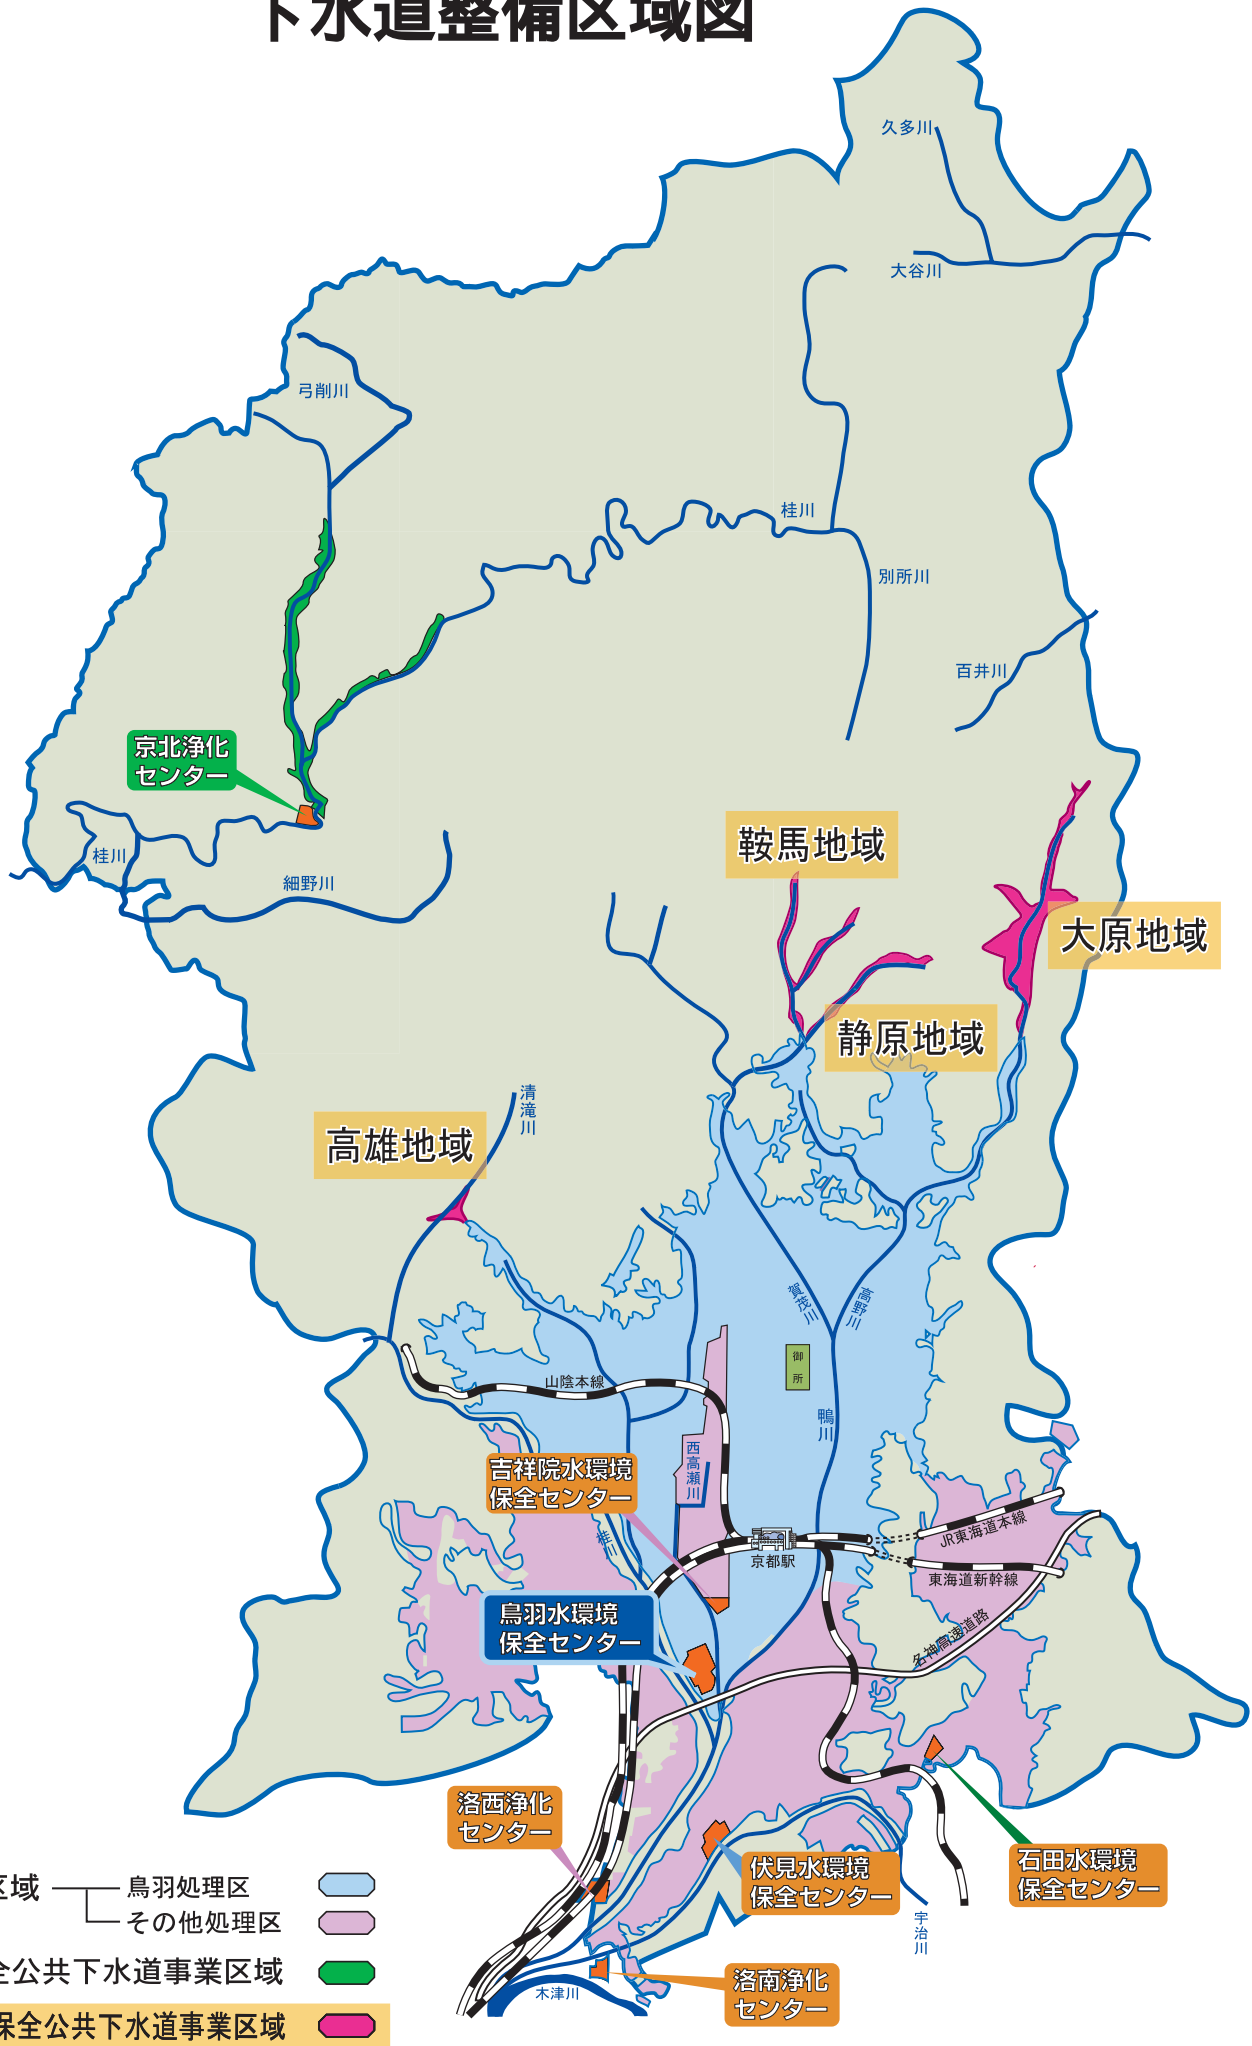 下水道整備区域図
久多川
大谷川
弓削川
桂川
別所川
百井川
京北浄化
センター
桂川
細野川
鞍馬地域
大原地域
静原地域
清滝川
高雄地域
賀茂川
高野川
御所
山陰本線
鴨川
西高瀬川
吉祥院水環境
保全センター
桂川
京都駅
JR東海道本線
東海道新幹線
名神高速道路
鳥羽水環境
保全センター
洛西浄化
センター
伏見水環境
保全センター
石田水環境
保全センター
宇治川
洛南浄化
センター
木津川
区域
鳥羽処理区
その他処理区
全公共下水道事業区域
保全公共下水道事業区域